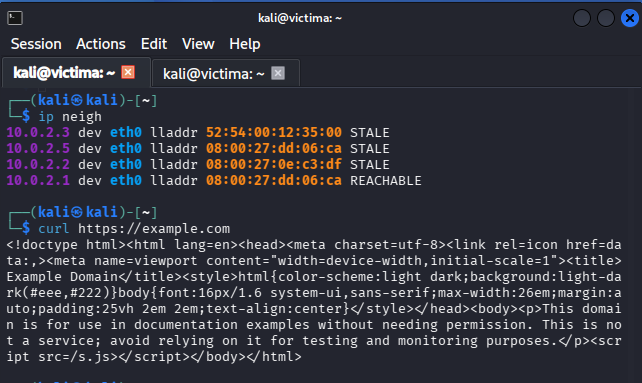 kali@victima: ~
Session Actions Edit View Help
kali@victima: ~ kali@victima: ~
┌──(kali㉿kali)-[~]
└─$ ip neigh
10.0.2.3 dev eth0 lladdr 52:54:00:12:35:00 STALE
10.0.2.5 dev eth0 lladdr 08:00:27:dd:06:ca STALE
10.0.2.2 dev eth0 lladdr 08:00:27:0e:c3:df STALE
10.0.2.1 dev eth0 lladdr 08:00:27:dd:06:ca REACHABLE
┌──(kali㉿kali)-[~]
└─$ curl https://example.com
<!doctype html><html lang=en><head><meta charset=utf-8><link rel=icon href=da
ta:,><meta name=viewport content="width=device-width,initial-scale=1"><title>
Example Domain</title><style>html{color-scheme:light dark;background:light-da
rk(#eee,#222)}body{font:16px/1.6 system-ui,sans-serif;max-width:26em;margin:a
uto;padding:25vh 2em 2em;text-align:center}</style></head><body><p>This domai
n is for use in documentation examples without needing permission. This is no
t a service; avoid relying on it for testing and monitoring purposes.</p><scr
ipt src=/s.js></script></body></html>